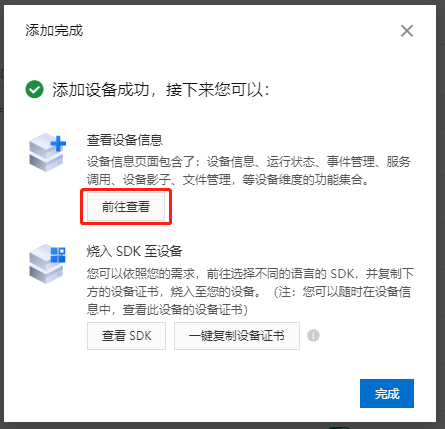 添加完成
添加设备成功，接下来您可以：
查看设备信息
设备信息页面包含了：设备信息、运行状态、事件管理、服务
调用、设备影子、文件管理，等设备维度的功能集合。
前往查看
烧入 SDK 至设备
您可以依照您的需求，前往选择不同的语言的 SDK，并复制下
方的设备证书，烧入至您的设备。（注：您可以随时在设备信
息中，查看此设备的设备证书）
查看 SDK
一键复制设备证书
完成